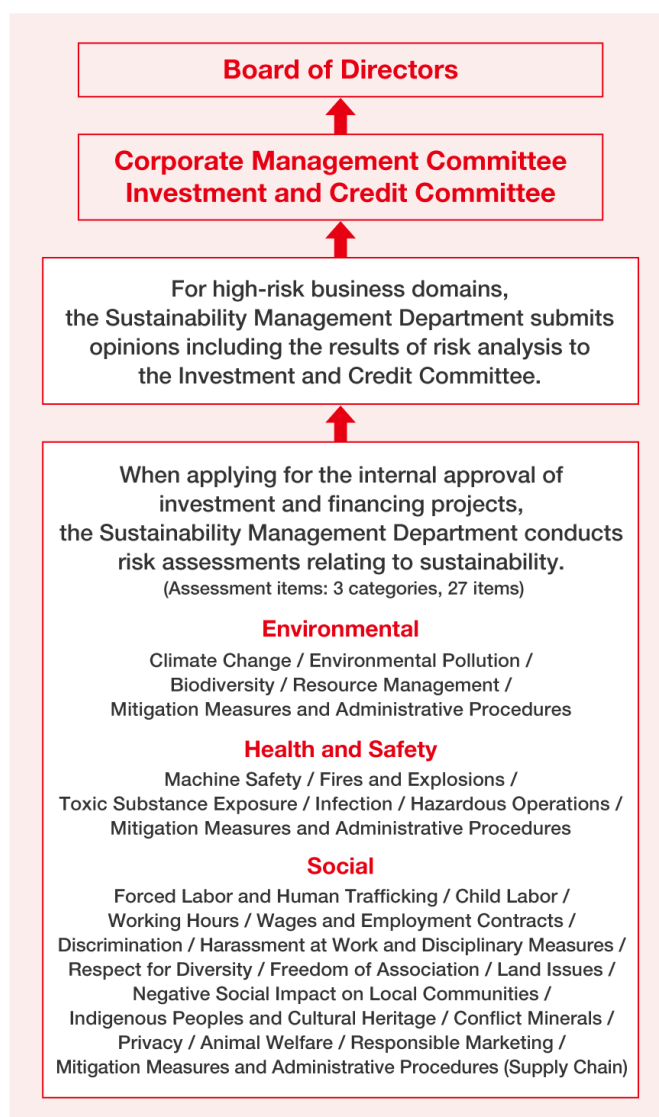 Board of Directors
Corporate Management Committee
Investment and Credit Committee
For high-risk business domains,
the Sustainability Management Department submits
opinions including the results of risk analysis to
the Investment and Credit Committee.
When applying for the internal approval of
investment and financing projects,
the Sustainability Management Department conducts
risk assessments relating to sustainability.
(Assessment items: 3 categories, 27 items)
Environmental
Climate Change / Environmental Pollution /
Biodiversity / Resource Management /
Mitigation Measures and Administrative Procedures
Health and Safety
Machine Safety / Fires and Explosions /
Toxic Substance Exposure / Infection / Hazardous Operations /
Mitigation Measures and Administrative Procedures
Social
Forced Labor and Human Trafficking / Child Labor /
Working Hours / Wages and Employment Contracts /
Discrimination / Harassment at Work and Disciplinary Measures /
Respect for Diversity / Freedom of Association / Land Issues /
Negative Social Impact on Local Communities /
Indigenous Peoples and Cultural Heritage / Conflict Minerals /
Privacy / Animal Welfare / Responsible Marketing /
Mitigation Measures and Administrative Procedures (Supply Chain)